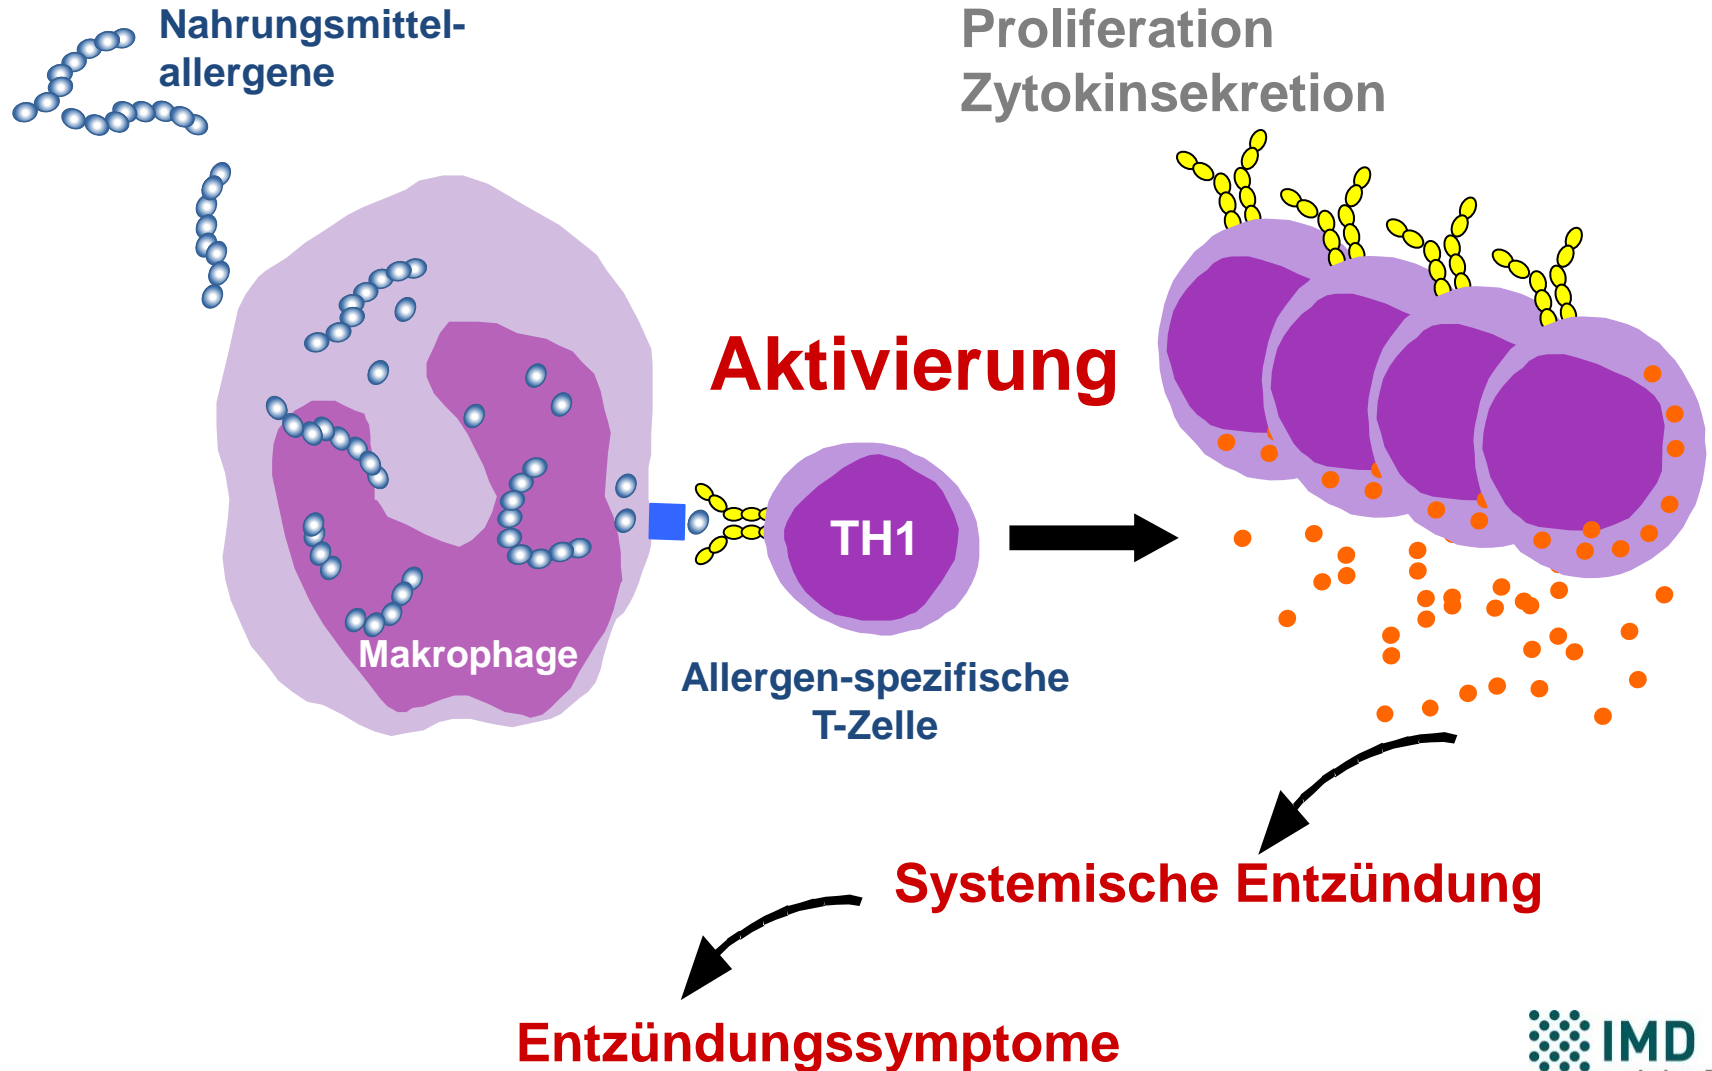 Nahrungsmittel-
allergene
Proliferation
Zytokinsekretion
Aktivierung
TH1
Makrophage
Allergen-spezifische
T-Zelle
Systemische Entzündung
Entzündungssymptome
IMD